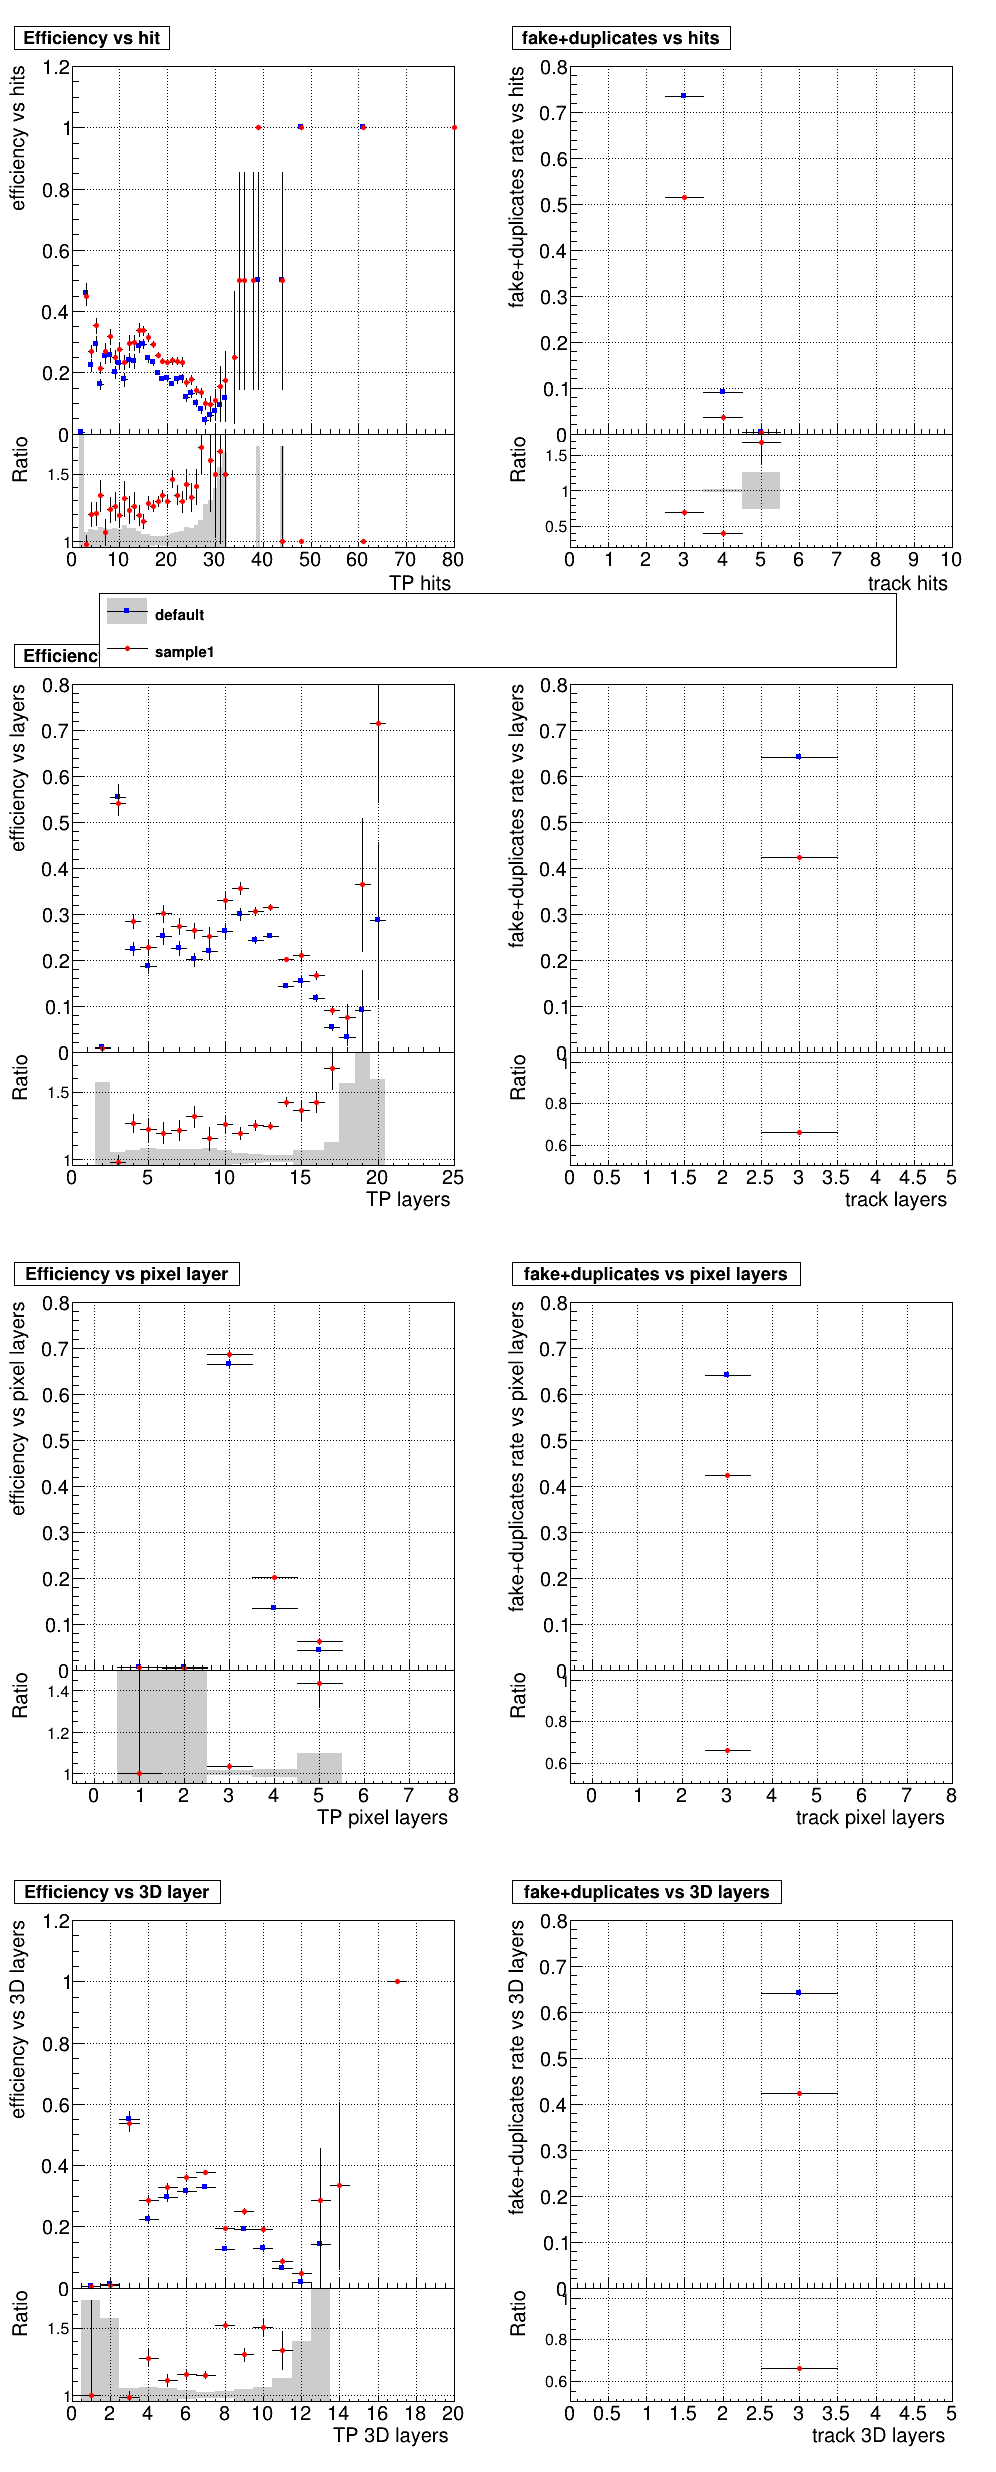 Efficiency vs hit
efficiency vs hits
1.2
1
0.8
0.6
0.4
0.2
0
Ratio
1.5
1
0 10 20 30 40 50 60 70 80
TP hits
fake+duplicates vs hits
fake+duplicates rate vs hits
0.8
0.7
0.6
0.5
0.4
0.3
0.2
0.1
0
Ratio
1.5
1
0.5
0 1 2 3 4 5 6 7 8 9 10
track hits
default
sample1
Efficienc
efficiency vs layers
0.8
0.7
0.6
0.5
0.4
0.3
0.2
0.1
0
Ratio
1.5
1
0 5 10 15 20 25
TP layers
fake+duplicates rate vs layers
0.8
0.7
0.6
0.5
0.4
0.3
0.2
0.1
0
Ratio
1
0.8
0.6
0 0.5 1 1.5 2 2.5 3 3.5 4 4.5 5
track layers
Efficiency vs pixel layer
efficiency vs pixel layers
0.8
0.7
0.6
0.5
0.4
0.3
0.2
0.1
0
Ratio
1.4
1.2
1
0 1 2 3 4 5 6 7 8
TP pixel layers
fake+duplicates vs pixel layers
fake+duplicates rate vs pixel layers
0.8
0.7
0.6
0.5
0.4
0.3
0.2
0.1
0
Ratio
1
0.8
0.6
0 1 2 3 4 5 6 7 8
track pixel layers
Efficiency vs 3D layer
efficiency vs 3D layers
1.2
1
0.8
0.6
0.4
0.2
0
Ratio
1.5
1
0 2 4 6 8 10 12 14 16 18 20
TP 3D layers
fake+duplicates vs 3D layers
fake+duplicates rate vs 3D layers
0.8
0.7
0.6
0.5
0.4
0.3
0.2
0.1
0
Ratio
1
0.8
0.6
0 0.5 1 1.5 2 2.5 3 3.5 4 4.5 5
track 3D layers